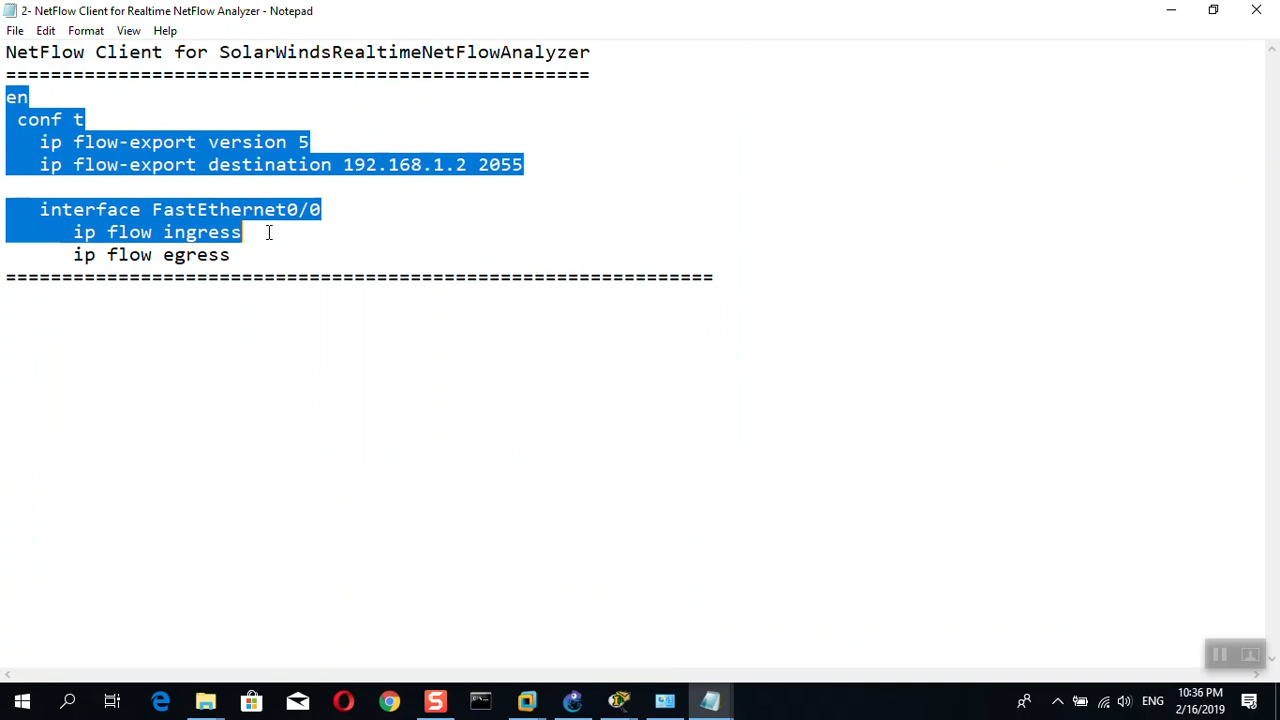 2- NetFlow Client for Realtime NetFlow Analyzer - Notepad
File Edit Format View Help
NetFlow Client for SolarWindsRealtimeNetFlowAnalyzer
====================================================
en
conf t
ip flow-export version 5
ip flow-export destination 192.168.1.2 2055
interface FastEthernet0/0
ip flow ingress
ip flow egress
===============================================================
ENG
10:36 PM
2/16/2019